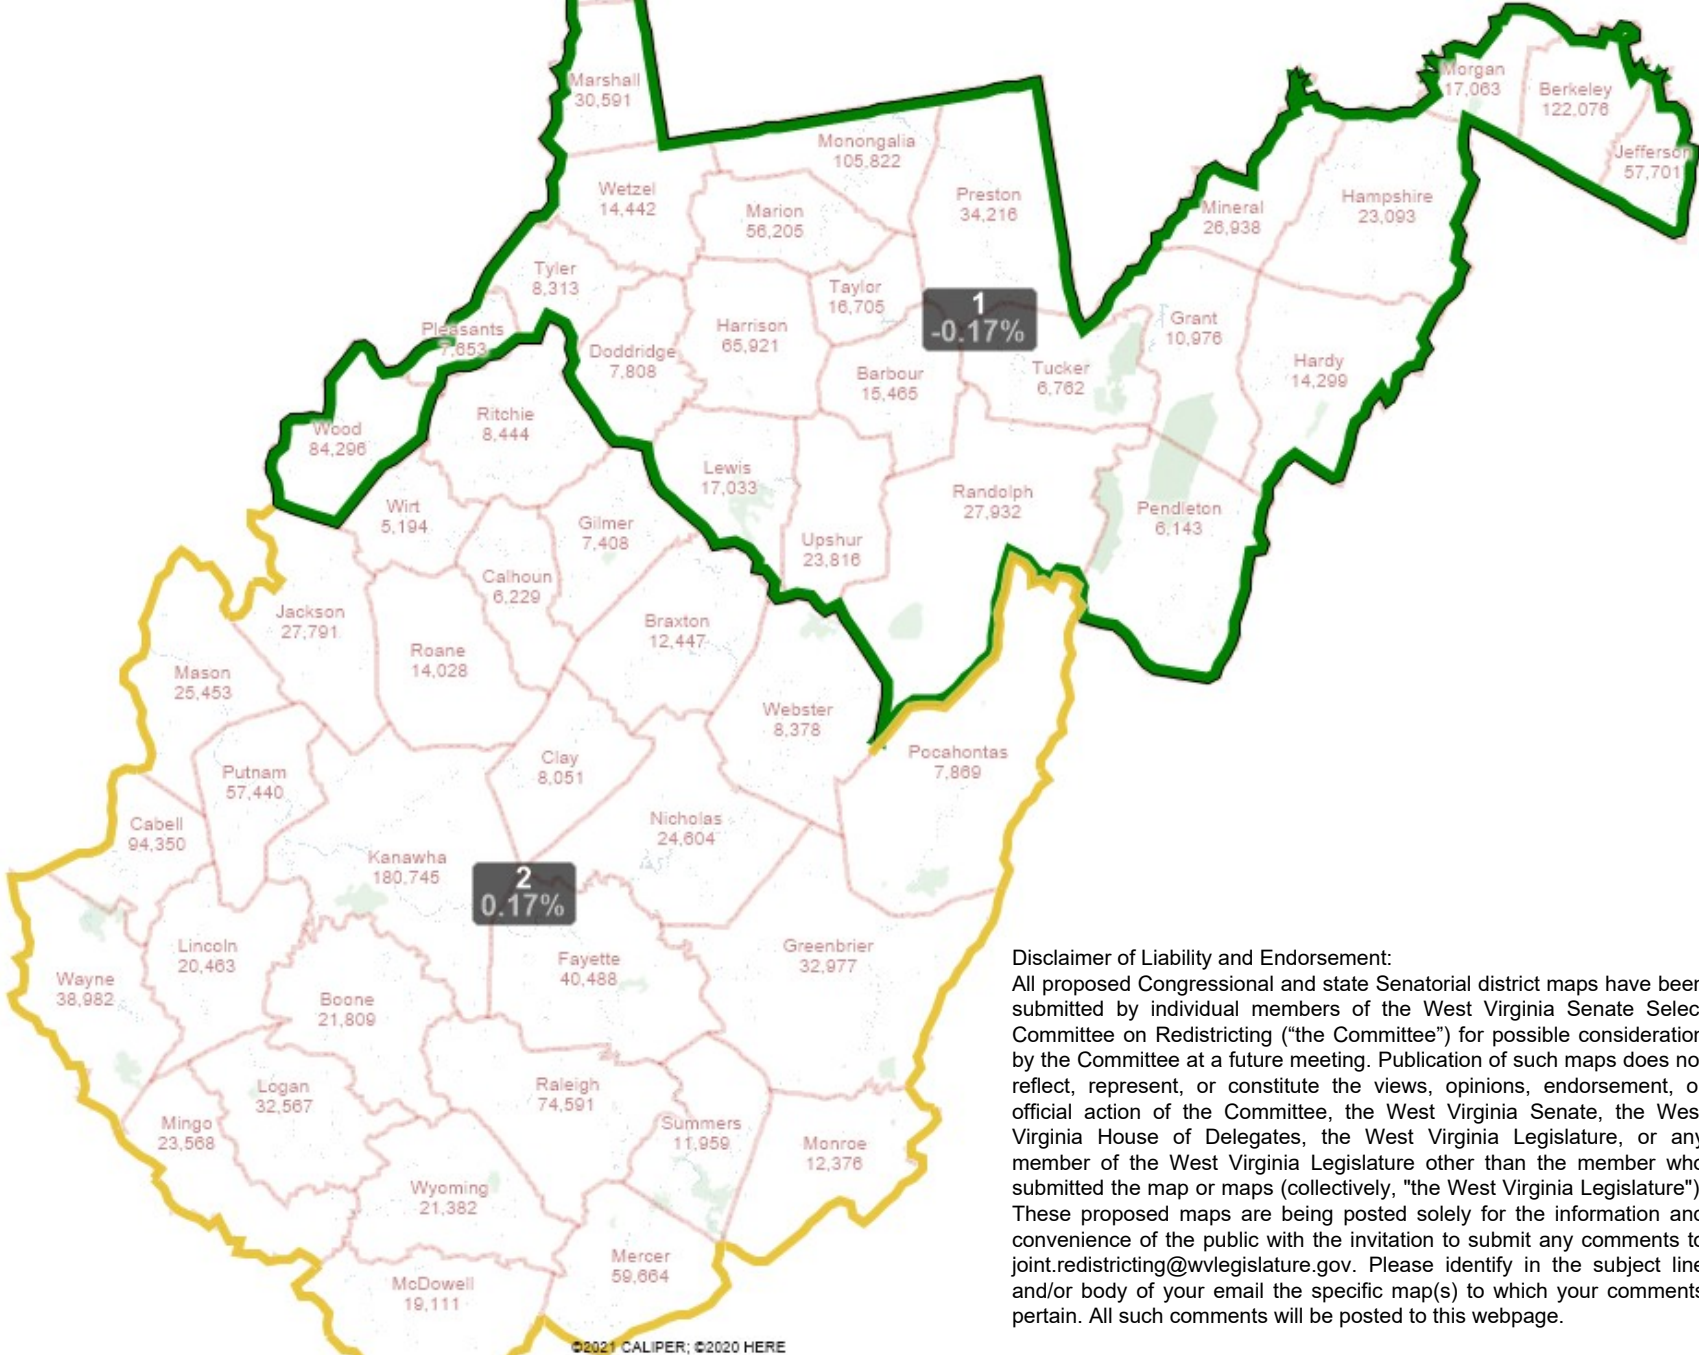 Marshall
30,591
Morgan
17,063
Berkeley
122,076
Jefferson
57,701
Monongalia
105,822
Wetzel
14,442
Marion
56,205
Preston
34,216
Mineral
26,938
Hampshire
23,093
Tyler
8,313
Taylor
16,705
1
-0.17%
Pleasants
7,653
Harrison
65,921
Doddridge
7,808
Grant
10,976
Barbour
15,465
Tucker
6,762
Hardy
14,299
Wood
84,296
Ritchie
8,444
Lewis
17,033
Wirt
5,194
Gilmer
7,408
Randolph
27,932
Pendleton
6,143
Upshur
23,816
Calhoun
6,229
Jackson
27,791
Braxton
12,447
Roane
14,028
Mason
25,453
Webster
8,378
Pocahontas
7,869
Clay
8,051
Putnam
57,440
Cabell
94,350
Nicholas
24,604
Kanawha
180,745
2
0.17%
Lincoln
20,463
Fayette
40,488
Greenbrier
32,977
Wayne
38,982
Boone
21,809
Logan
32,567
Raleigh
74,591
Mingo
23,568
Summers
11,959
Monroe
12,376
Wyoming
21,382
Mercer
59,664
McDowell
19,111
©2021 CALIPER; ©2020 HERE
Disclaimer of Liability and Endorsement:
All proposed Congressional and state Senatorial district maps have been
submitted by individual members of the West Virginia Senate Selec
Committee on Redistricting (“the Committee”) for possible consideration
by the Committee at a future meeting. Publication of such maps does no
reflect, represent, or constitute the views, opinions, endorsement, o
official action of the Committee, the West Virginia Senate, the Wes
Virginia House of Delegates, the West Virginia Legislature, or any
member of the West Virginia Legislature other than the member who
submitted the map or maps (collectively, "the West Virginia Legislature")
These proposed maps are being posted solely for the information and
convenience of the public with the invitation to submit any comments to
joint.redistricting@wvlegislature.gov. Please identify in the subject line
and/or body of your email the specific map(s) to which your comments
pertain. All such comments will be posted to this webpage.